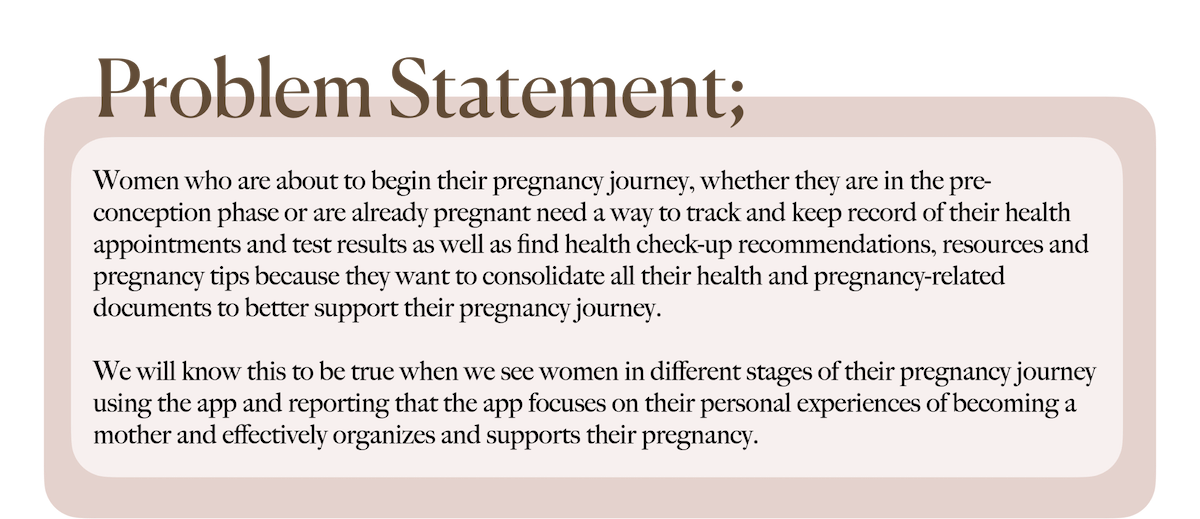 Problem Statement;
Women who are about to begin their pregnancy journey, whether they are in the pre-
conception phase or are already pregnant need a way to track and keep record of their health
appointments and test results as well as find health check-up recommendations, resources and
pregnancy tips because they want to consolidate all their health and pregnancy-related
documents to better support their pregnancy journey.
We will know this to be true when we see women in different stages of their pregnancy journey
using the app and reporting that the app focuses on their personal experiences of becoming a
mother and effectively organizes and supports their pregnancy.